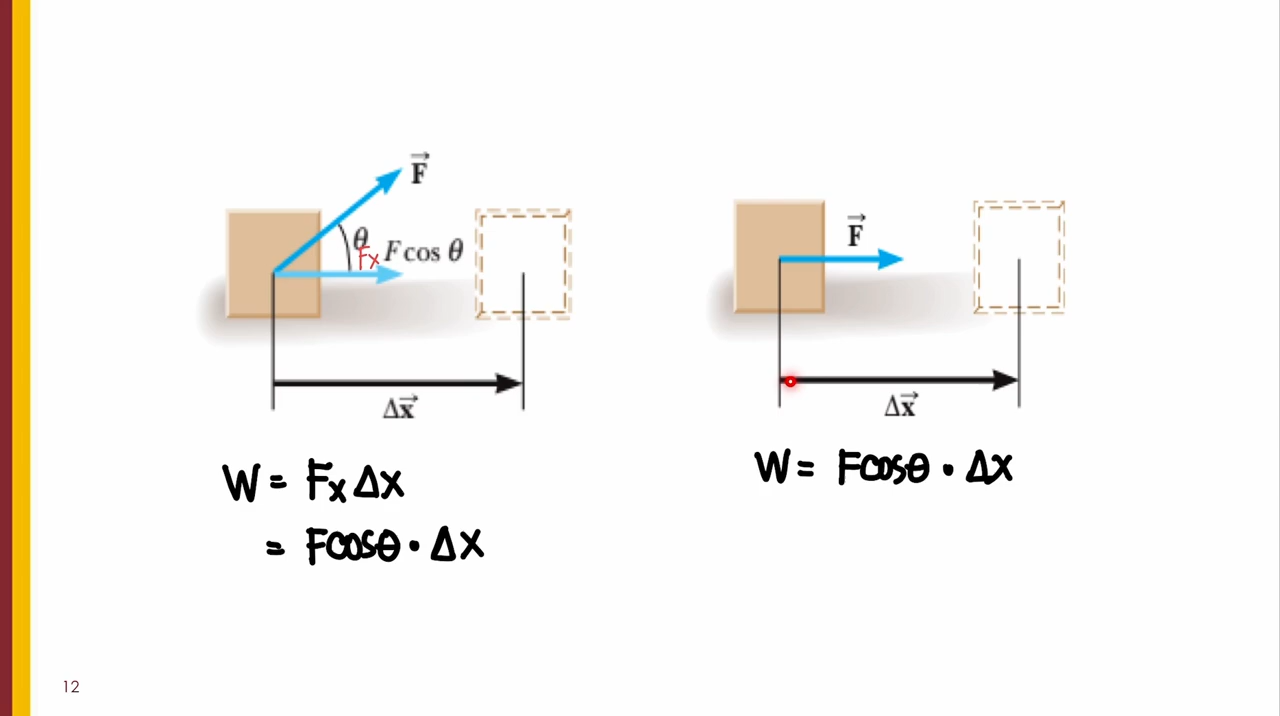 F⃗
θ
Fx
F cos θ
Δx⃗
W = Fx Δx
= Fcosθ • Δx
F⃗
Δx⃗
W = Fcosθ • Δx
12